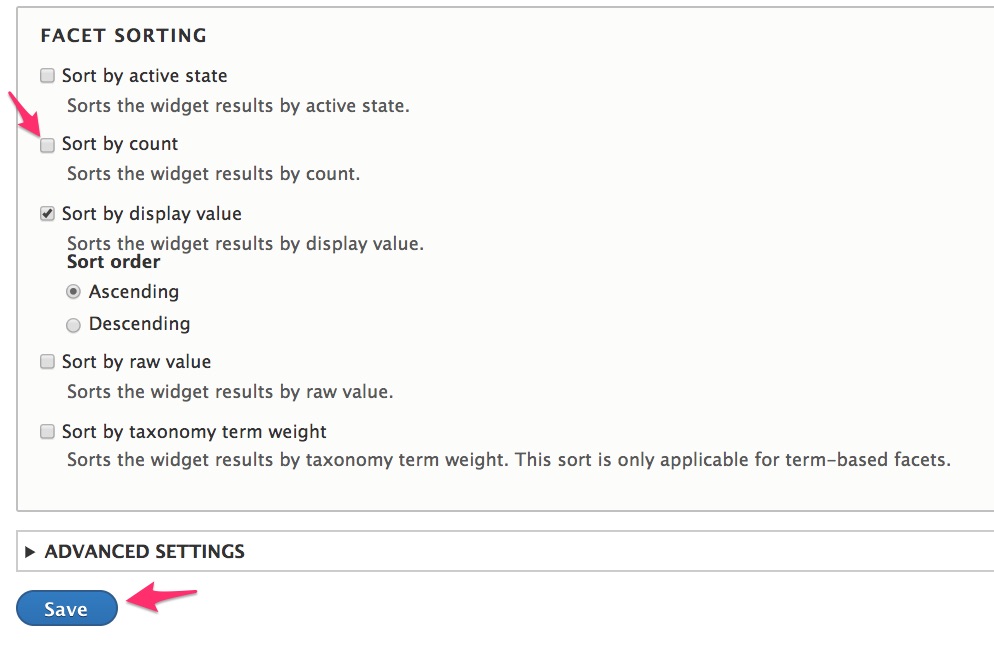 FACET SORTING
Sort by active state
Sorts the widget results by active state.
Sort by count
Sorts the widget results by count.
Sort by display value
Sorts the widget results by display value.
Sort order
Ascending
Descending
Sort by raw value
Sorts the widget results by raw value.
Sort by taxonomy term weight
Sorts the widget results by taxonomy term weight. This sort is only applicable for term-based facets.
ADVANCED SETTINGS
Save